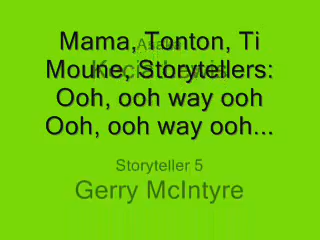 Mama, Tonton, Ti
Moune, Storytellers:
Ooh, ooh way ooh
Ooh, ooh way ooh...
Storyteller 5
Gerry McIntyre